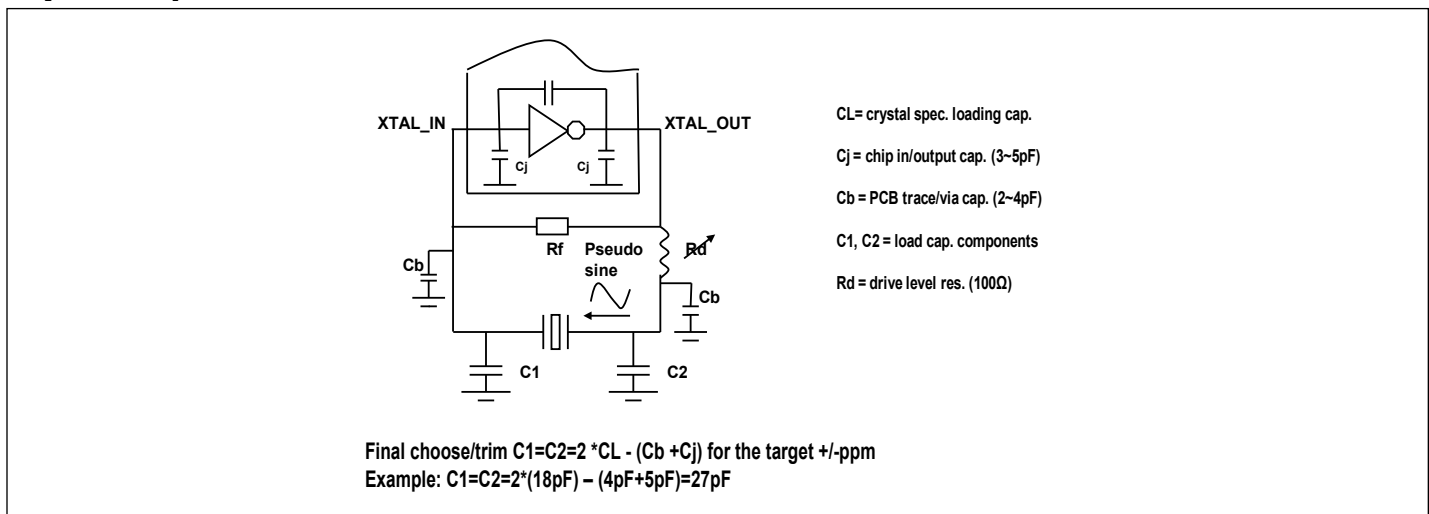 XTAL_IN
XTAL_OUT
Cj
Cj
Rf
Pseudo
sine
Rd
Cb
Cb
C1
C2
CL= crystal spec. loading cap.
Cj = chip in/output cap. (3~5pF)
Cb = PCB trace/via cap. (2~4pF)
C1, C2 = load cap. components
Rd = drive level res. (100Ω)
Final choose/trim C1=C2=2 *CL - (Cb +Cj) for the target +/-ppm
Example: C1=C2=2*(18pF) – (4pF+5pF)=27pF